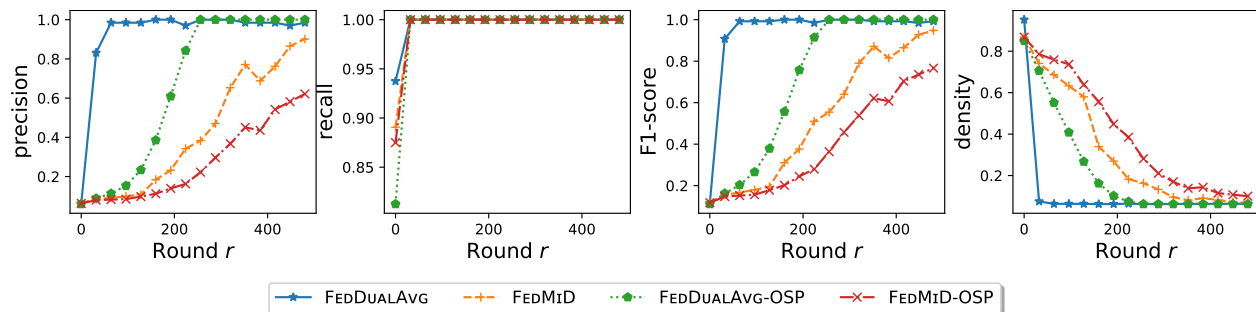 precision
1.0
0.8
0.6
0.4
0.2
0
200
400
Round r
recall
1.00
0.95
0.90
0.85
0
200
400
Round r
F1-score
1.0
0.8
0.6
0.4
0.2
0
200
400
Round r
density
0.8
0.6
0.4
0.2
0
200
400
Round r
FEDDUALAVG
FEDMID
FEDDUALAVG-OSP
FEDMID-OSP